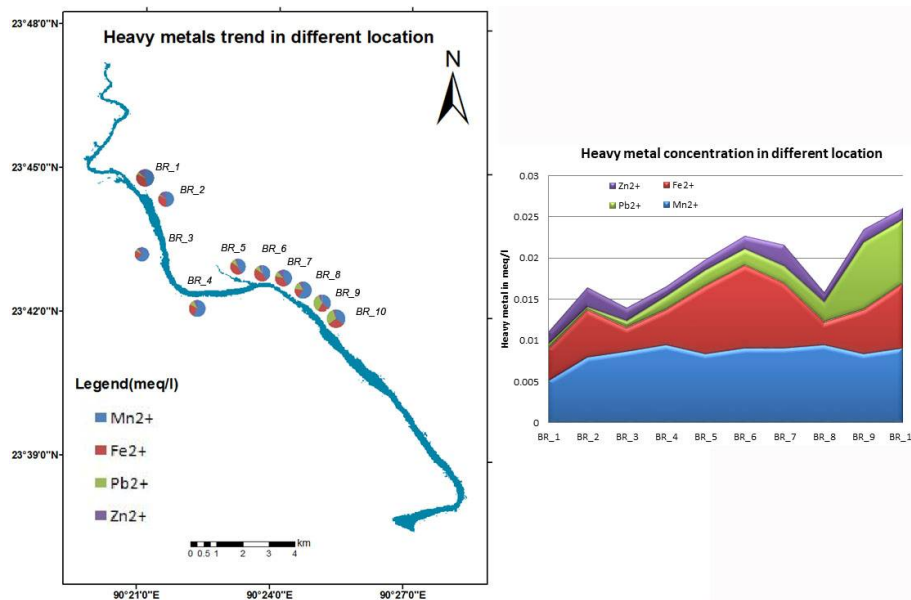 Heavy metals trend in different location
N
23°48'0"N
23°45'0"N
23°42'0"N
23°39'0"N
BR_1
BR_2
BR_3
BR_4
BR_5
BR_6
BR_7
BR_8
BR_9
BR_10
Legend(meq/l)
Mn2+
Fe2+
Pb2+
Zn2+
km
0 0.5 1 2 3 4
90°21'0"E 90°24'0"E 90°27'0"E
Heavy metal concentration in different location
Zn2+ Fe2+
Pb2+ Mn2+
Heavy metal in meq/l
0.03
0.025
0.02
0.015
0.01
0.005
0
BR_1 BR_2 BR_3 BR_4 BR_5 BR_6 BR_7 BR_8 BR_9 BR_1